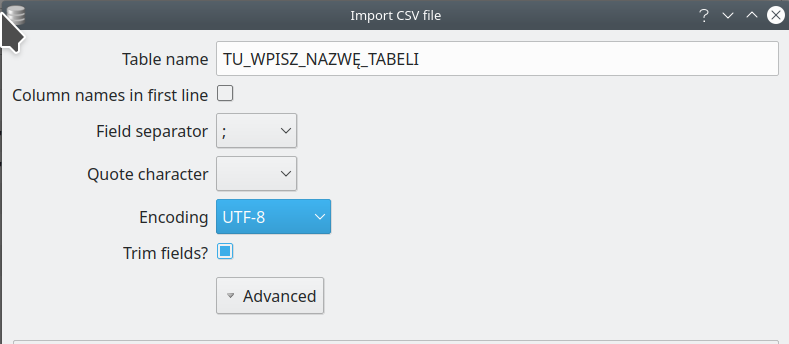 Import CSV file
Table name TU_WPISZ_NAZWĘ_TABELI
Column names in first line
Field separator ;
Quote character
Encoding UTF-8
Trim fields?
Advanced